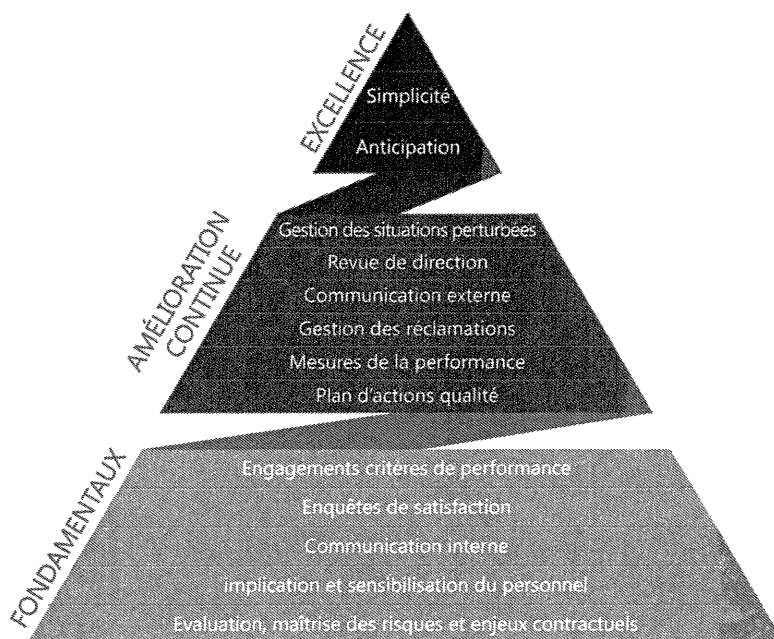 EXCELLENCE
Simplicité
Anticipation
AMÉLIORATION
CONTINUE
Gestion des situations perturbées
Revue de direction
Communication externe
Gestion des réclamations
Mesures de la performance
Plan d'actions qualité
FONDAMENTAUX
Engagements critères de performance
Enquêtes de satisfaction
Communication interne
implication et sensibilisation du personnel
Evaluation, maîtrise des risques et enjeux contractuels